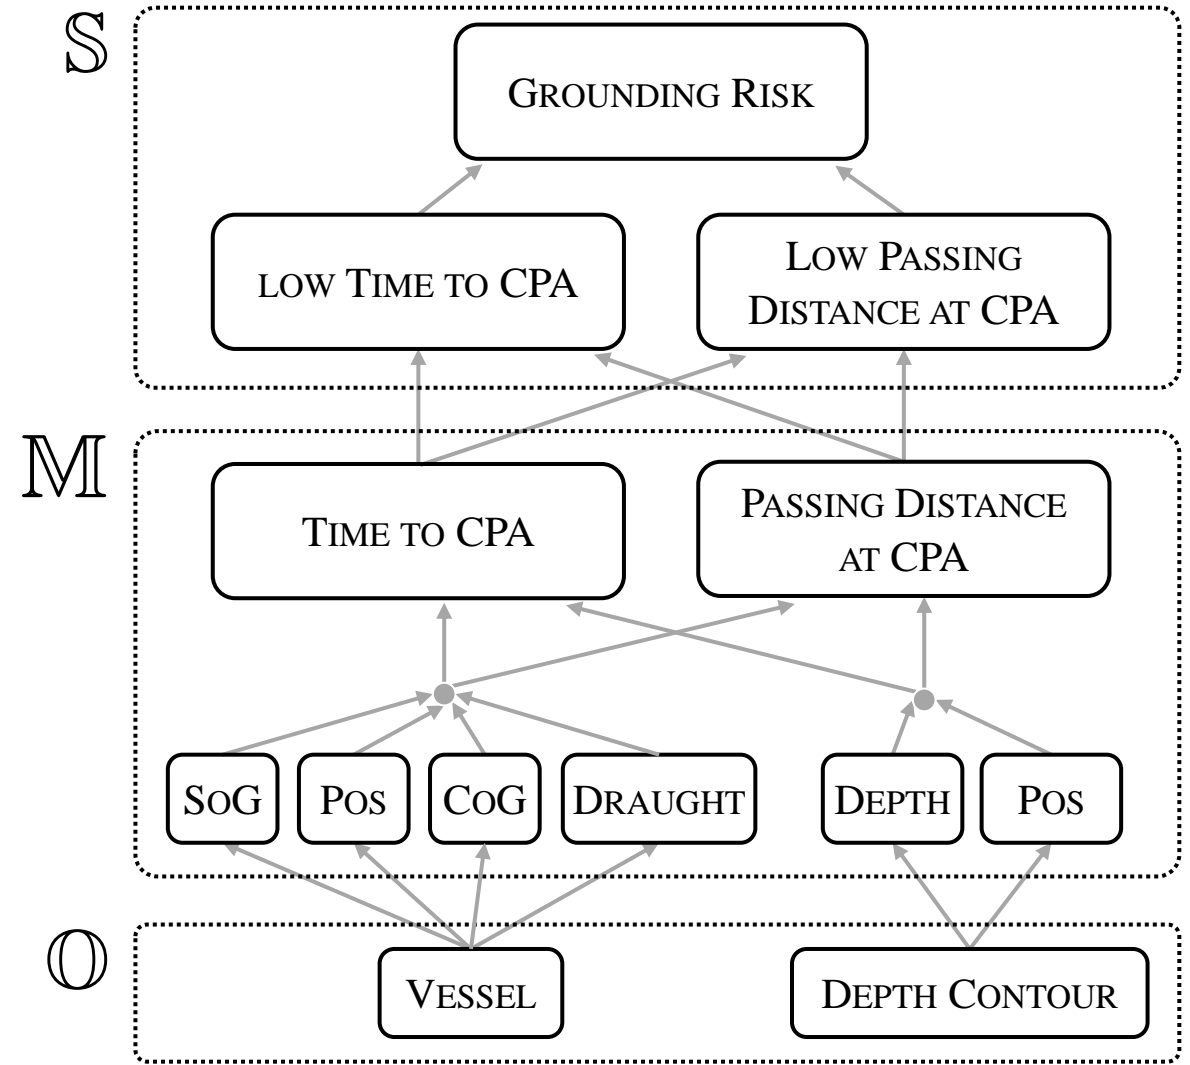 𝕊
GROUNDING RISK
LOW TIME TO CPA
LOW PASSING
DISTANCE AT CPA
𝕄
TIME TO CPA
PASSING DISTANCE
AT CPA
SOG
POS
COG
DRAUGHT
DEPTH
POS
𝕆
VESSEL
DEPTH CONTOUR